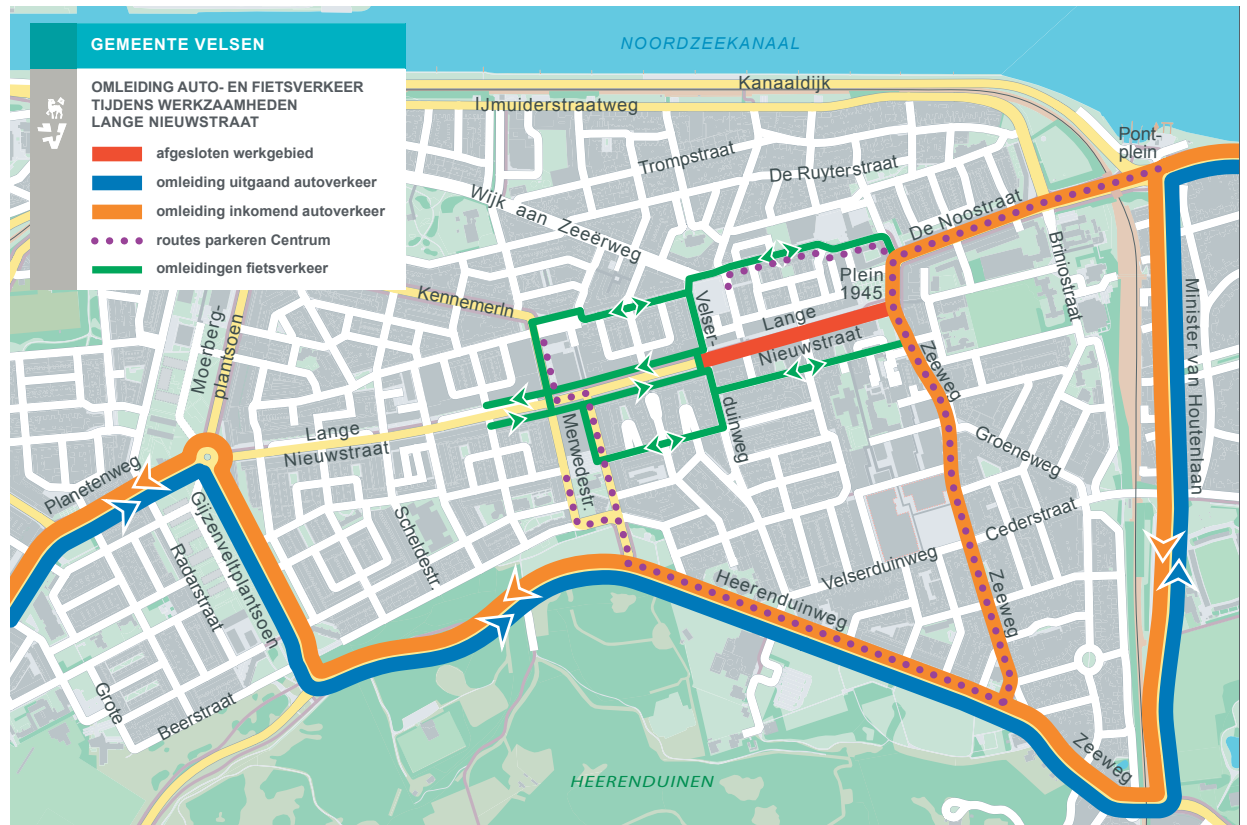 GEMEENTE VELSEN
OMLEIDING AUTO- EN FIETSVERKEER
TIJDENS WERKZAAMHEDEN
LANGE NIEUWSTRAAT
afgesloten werkgebied
omleiding uitgaand autoverkeer
omleiding inkomend autoverkeer
routes parkeren Centrum
omleidingen fietsverkeer
NOORDZEEKANAAL
Kanaaldijk
IJmuiderstraatweg
Pont-
plein
Trompstraat
De Ruyterstraat
Wijk aan Zeeërweg
De Noostraat
Briniostraat
Plein
1945
Minister van Houtenlaan
Kennemerln
Velser-
duinweg
Lange
Nieuwstraat
Moerberg-
plantsoen
Zeeweg
Lange
Nieuwstraat
Merwedestr.
Groeneweg
Planetenweg
Gijzenveltplantsoen
Scheldestr.
Cederstraat
Radarstraat
Velserduinweg
Heerenduinweg
Zeeweg
Grote
Beerstraat
Zeeweg
HEERENDUINEN